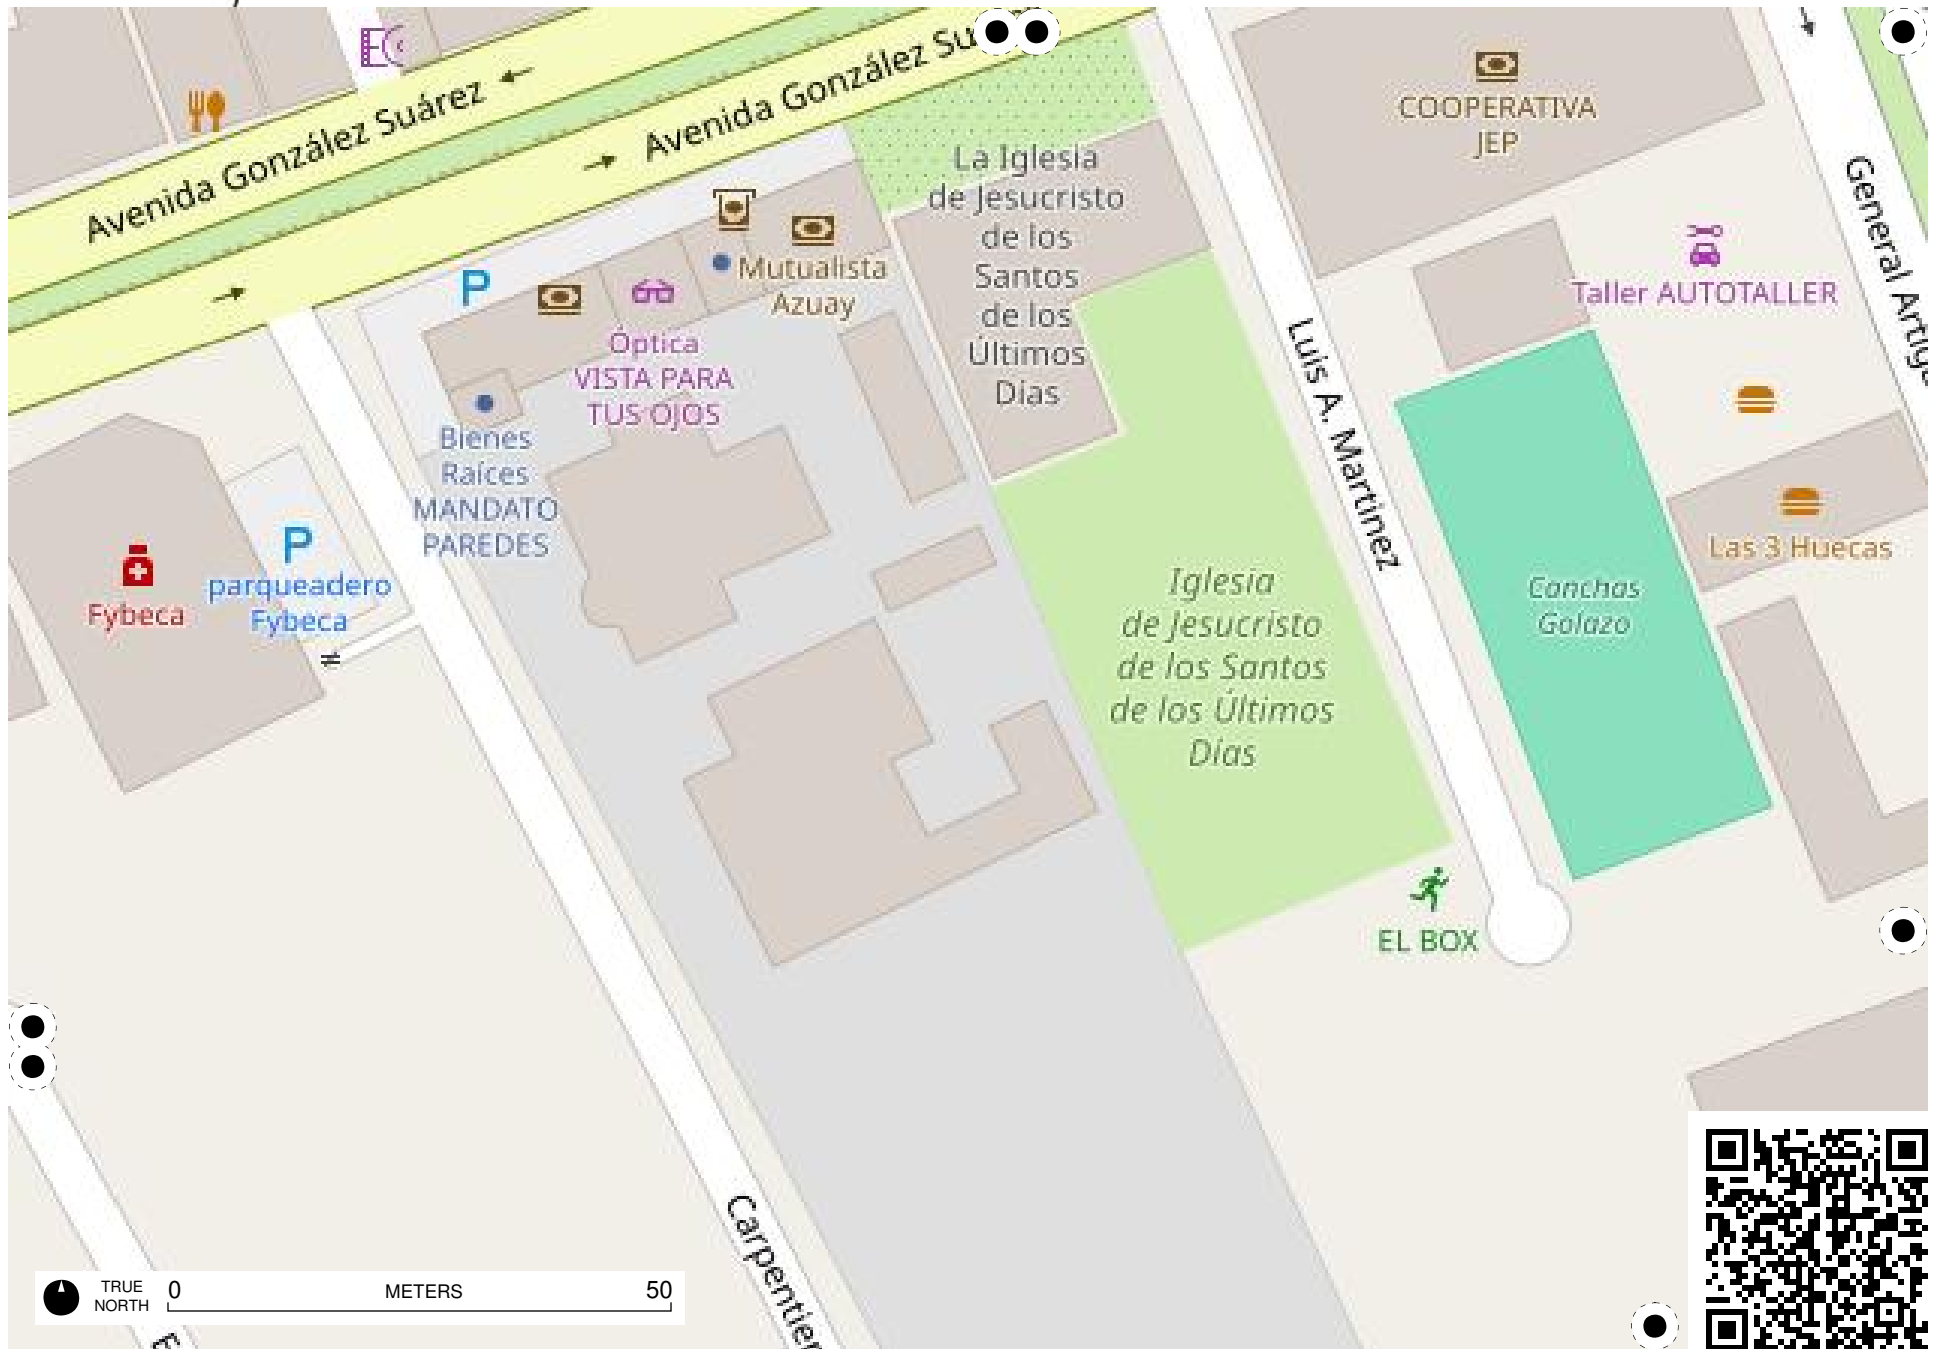 Avenida González Suárez
Avenida González Su
COOPERATIVA
JEP
La Iglesia
de Jesucristo
de los
Santos
de los
Últimos
Días
General Artig
Taller AUTOTALLER
P
Mutualista
Azuay
Óptica
VISTA PARA
TUS OJOS
Luis A. Martinez
Bienes
Raíces
MANDATO
PAREDES
P
parqueadero
Fybeca
Fybeca
Las 3 Huecas
Canchas
Golazo
Iglesia
de Jesucristo
de los Santos
de los Últimos
Días
EL BOX
Carpentier
TRUE
NORTH
0 METERS 50